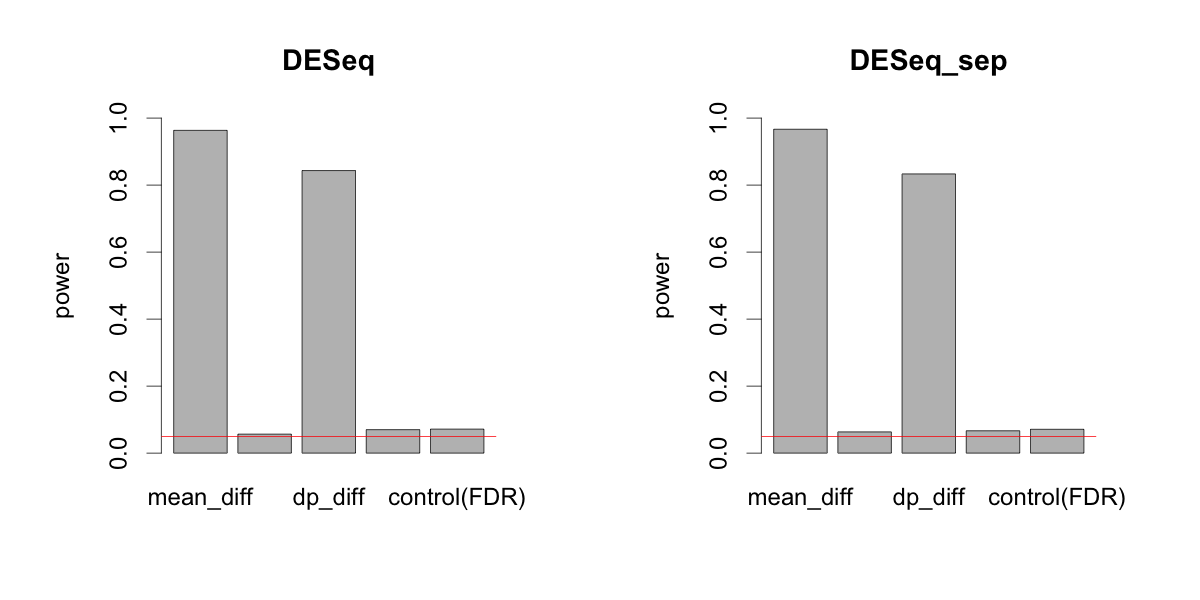 DESeq
power
0.0 0.2 0.4 0.6 0.8 1.0
mean_diff dp_diff control(FDR)
DESeq_sep
power
0.0 0.2 0.4 0.6 0.8 1.0
mean_diff dp_diff control(FDR)